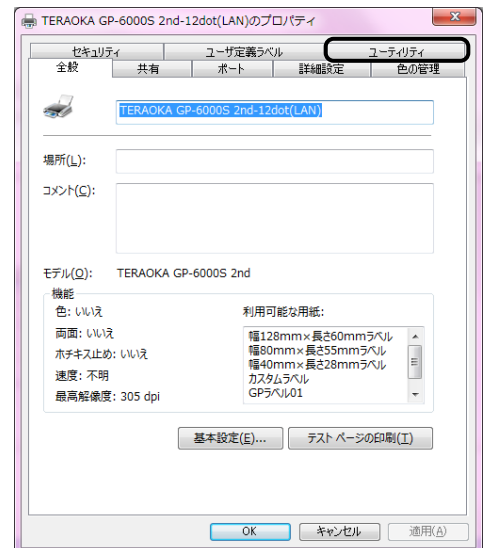 TERAOKA GP-6000S 2nd-12dot(LAN)のプロパティ
セキュリティ ユーザ定義ラベル ユーティリティ
全般 共有 ポート 詳細設定 色の管理
TERAOKA GP-6000S 2nd-12dot(LAN)
場所(L):
コメント(C):
モデル(O): TERAOKA GP-6000S 2nd
機能
色: いいえ
両面: いいえ
ホチキス止め: いいえ
速度: 不明
最高解像度: 305 dpi
利用可能な用紙:
幅128mm×長さ60mmラベル
幅80mm×長さ55mmラベル
幅40mm×長さ28mmラベル
カスタムラベル
GPラベル01
基本設定(E)... テスト ページの印刷(T)
OK キャンセル 適用(A)